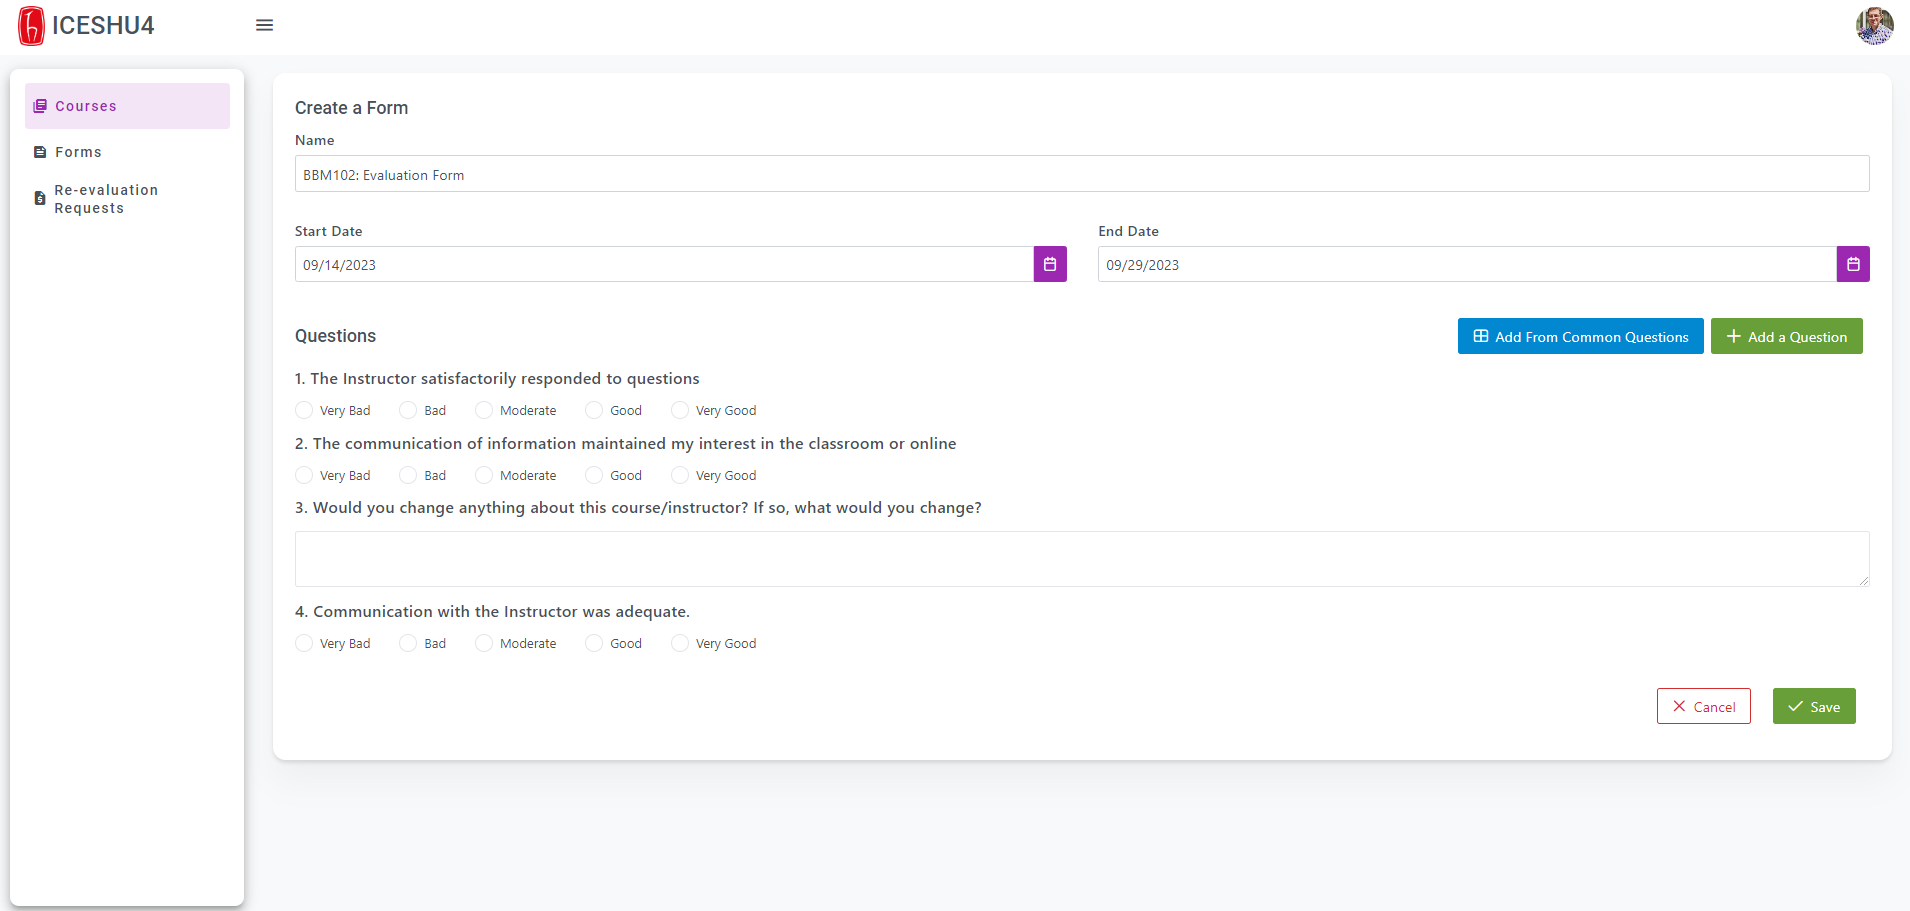 ICESHU4
Courses
Forms
Re-evaluation
Requests
Create a Form
Name
BBM102: Evaluation Form
Start Date
End Date
09/14/2023
09/29/2023
Questions
Add From Common Questions
Add a Question
1. The Instructor satisfactorily responded to questions
Very Bad Bad Moderate Good Very Good
2. The communication of information maintained my interest in the classroom or online
Very Bad Bad Moderate Good Very Good
3. Would you change anything about this course/instructor? If so, what would you change?
4. Communication with the Instructor was adequate.
Very Bad Bad Moderate Good Very Good
Cancel
Save